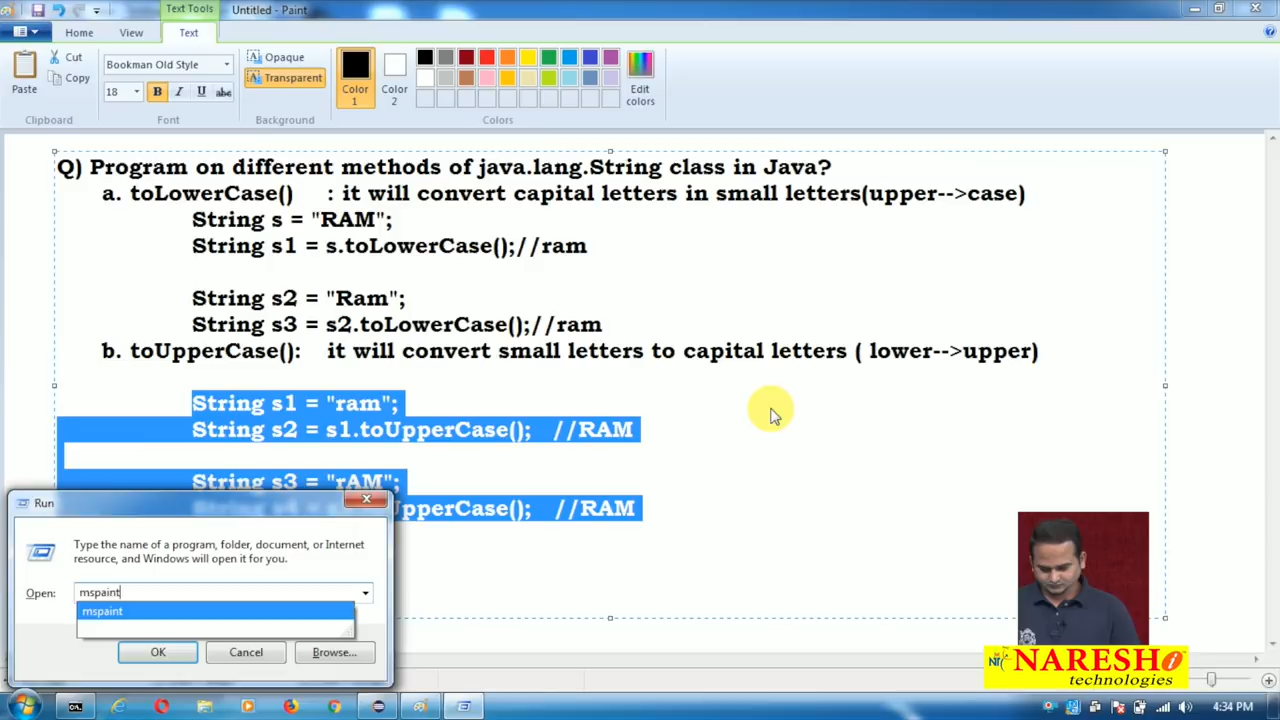 Text Tools
Untitled - Paint
Home
View
Text
Cut
Copy
Paste
Clipboard
Bookman Old Style
18
B
I
U
abc
Font
Opaque
Transparent
Background
Color
1
Color
2
Edit
colors
Colors
Q) Program on different methods of java.lang.String class in Java?
a. toLowerCase() : it will convert capital letters in small letters(upper-->case)
String s = "RAM";
String s1 = s.toLowerCase();//ram
String s2 = "Ram";
String s3 = s2.toLowerCase();//ram
b. toUpperCase(): it will convert small letters to capital letters ( lower-->upper)
String s1 = "ram";
String s2 = s1.toUpperCase(); //RAM
String s3 = "rAM";
UpperCase(); //RAM
Run
Type the name of a program, folder, document, or Internet
resource, and Windows will open it for you.
Open:
mspaint
mspaint
OK
Cancel
Browse...
NARESH i
technologies
4:34 PM